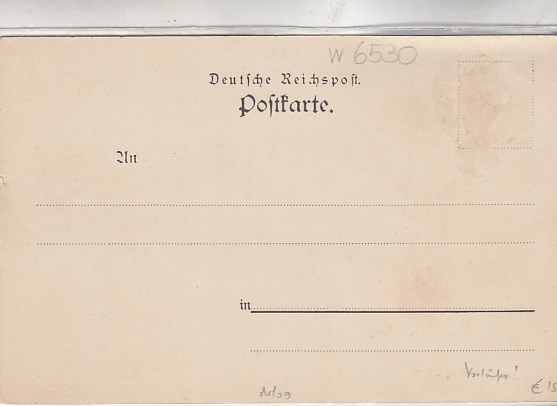 W 6530
Deutsche Reichspost.
Postkarte.
An
in
Vorläufer!
€ 15